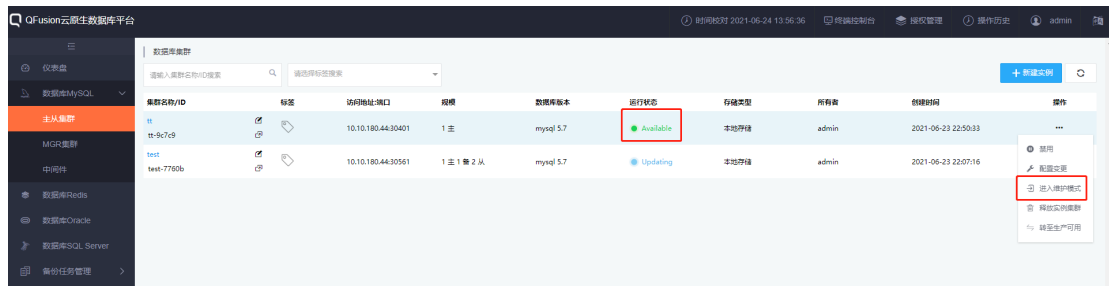 QFusion云原生数据库平台
时间校对 2021-06-24 13:56:36 终端控制台 授权管理 操作历史 admin
仪表盘
数据库MySQL
主从集群
MGR集群
中间件
数据库Redis
数据库Oracle
数据库SQL Server
备份任务管理
数据库集群
请输入集群名称/ID搜索 请选择标签搜索 + 新建实例
集群名称/ID 标签 访问地址:端口 规模 数据库版本 运行状态 存储类型 所有者 创建时间 操作
tt
tt-9c7c9
10.10.180.44:30401 1 主 mysql 5.7 Available 本地存储 admin 2021-06-23 22:50:33 ···
test
test-7760b
10.10.180.44:30561 1 主 1 备 2 从 mysql 5.7 Updating 本地存储 admin 2021-06-23 22:07:16
禁用
配置变更
进入维护模式
释放实例集群
转至生产可用